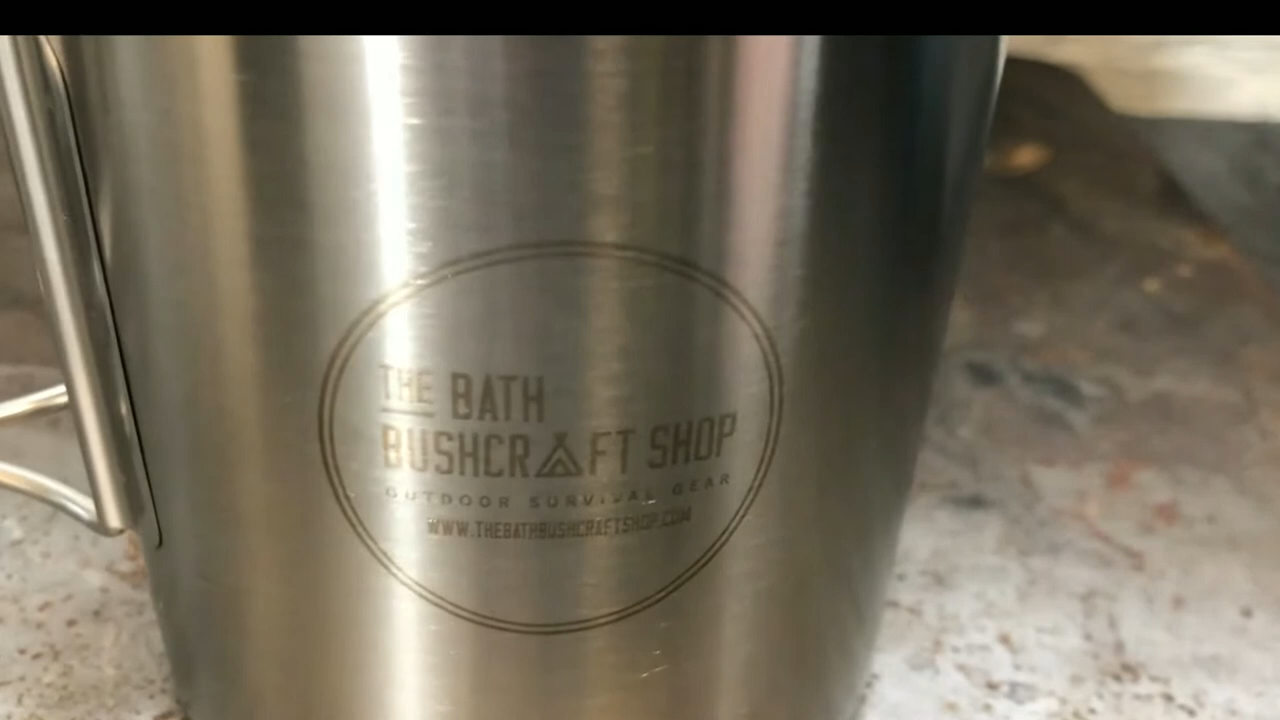 THE BATH
BUSHCRAFT SHOP
OUTDOOR SURVIVAL GEAR
WWW.THEBATHBUSHCRAFTSHOP.COM